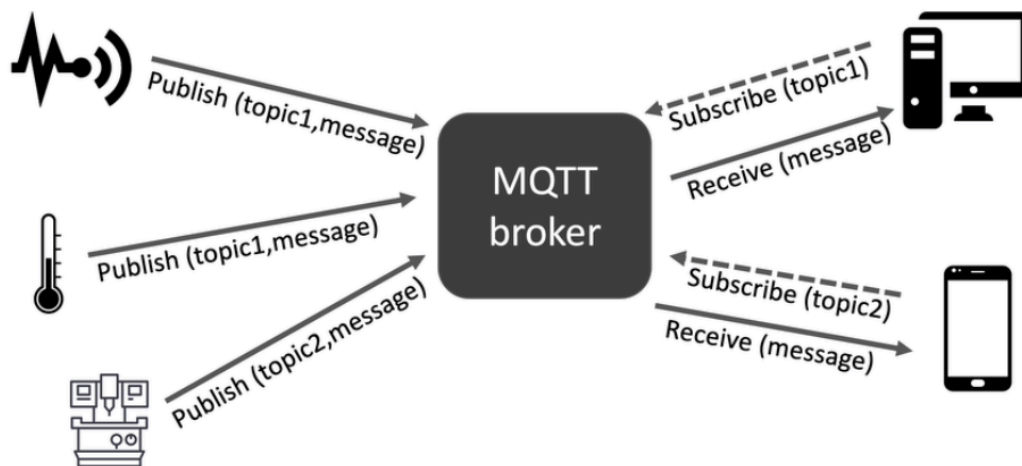 Publish (topic1,message)
Subscribe (topic1)
Receive (message)
MQTT
broker
Publish (topic1,message)
Subscribe (topic2)
Receive (message)
Publish (topic2,message)